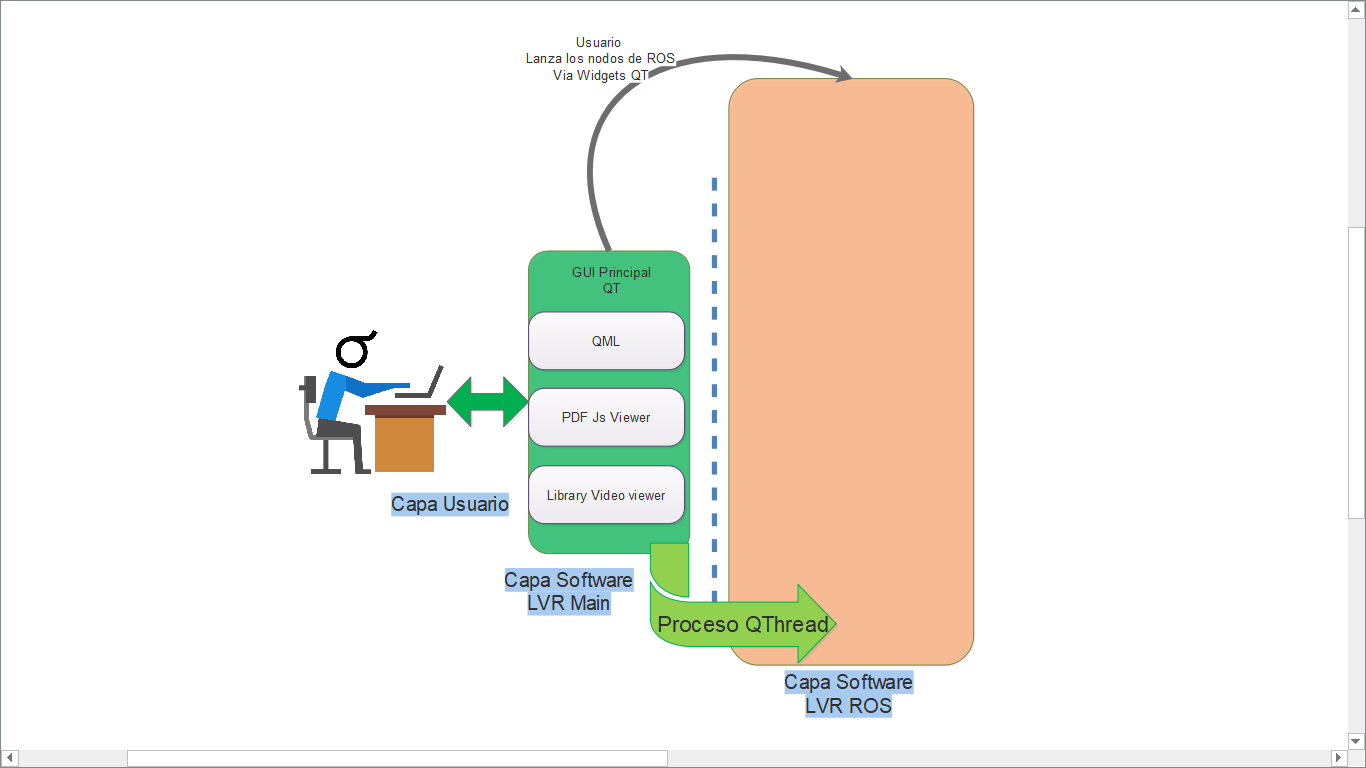 Usuario
Lanza los nodos de ROS
Via Widgets QT
GUI Principal
QT
QML
PDF Js Viewer
Library Video viewer
Capa Usuario
Capa Software
LVR Main
Proceso QThread
Capa Software
LVR ROS